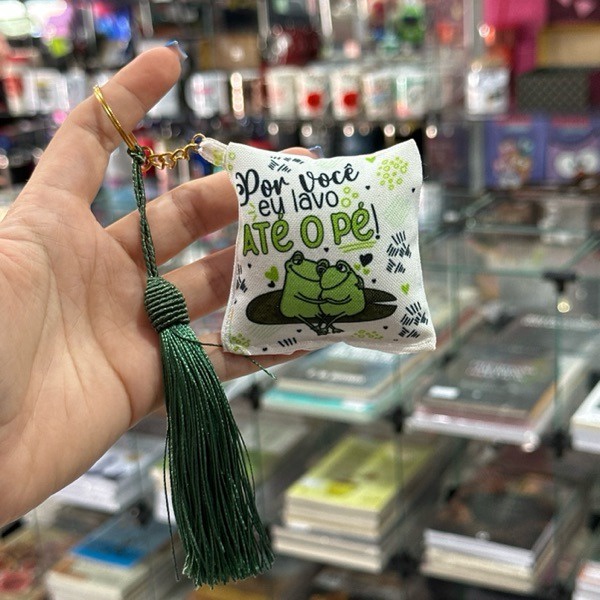 Por você
eu lavo
ATÉ O PÉ!